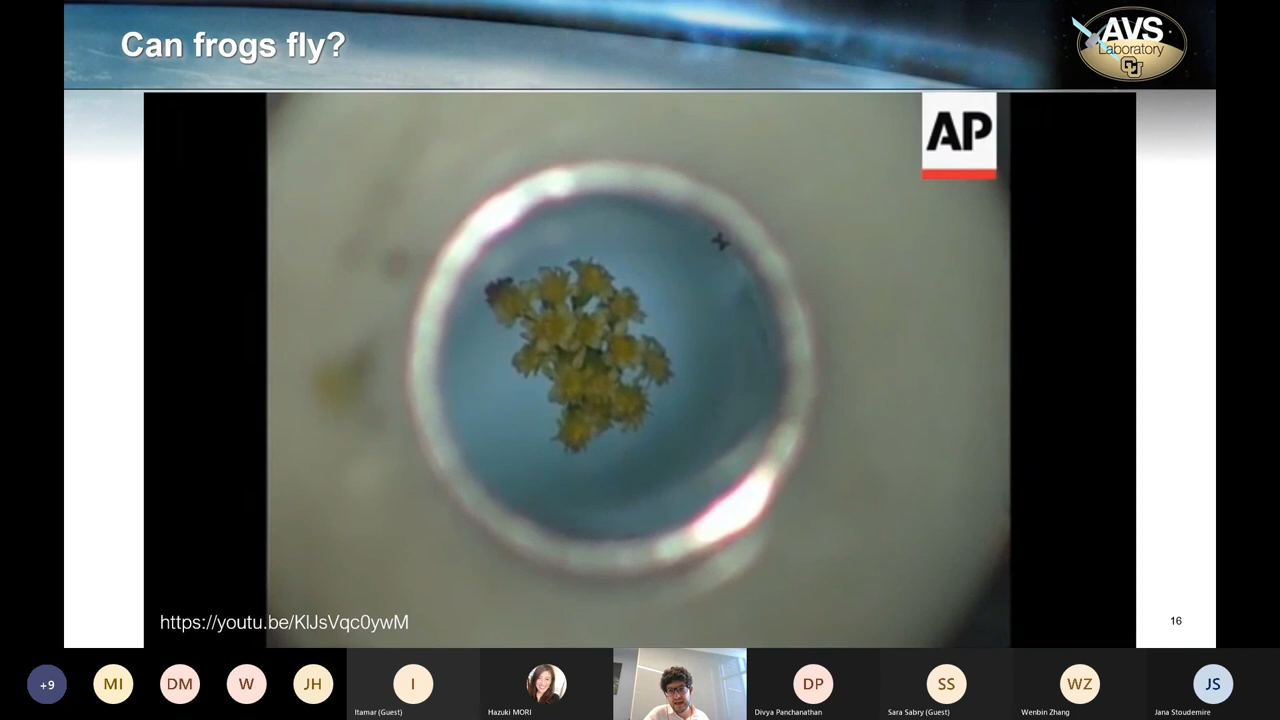 Can frogs fly?
AVS
Laboratory
CU
AP
https://youtu.be/KlJsVqc0ywM
16
+9
MI
DM
W
JH
I
Itamar (Guest)
Hazuki MORI
DP
Divya Panchanathan
SS
Sara Sabry (Guest)
WZ
Wenbin Zhang
JS
Jana Stoudemire